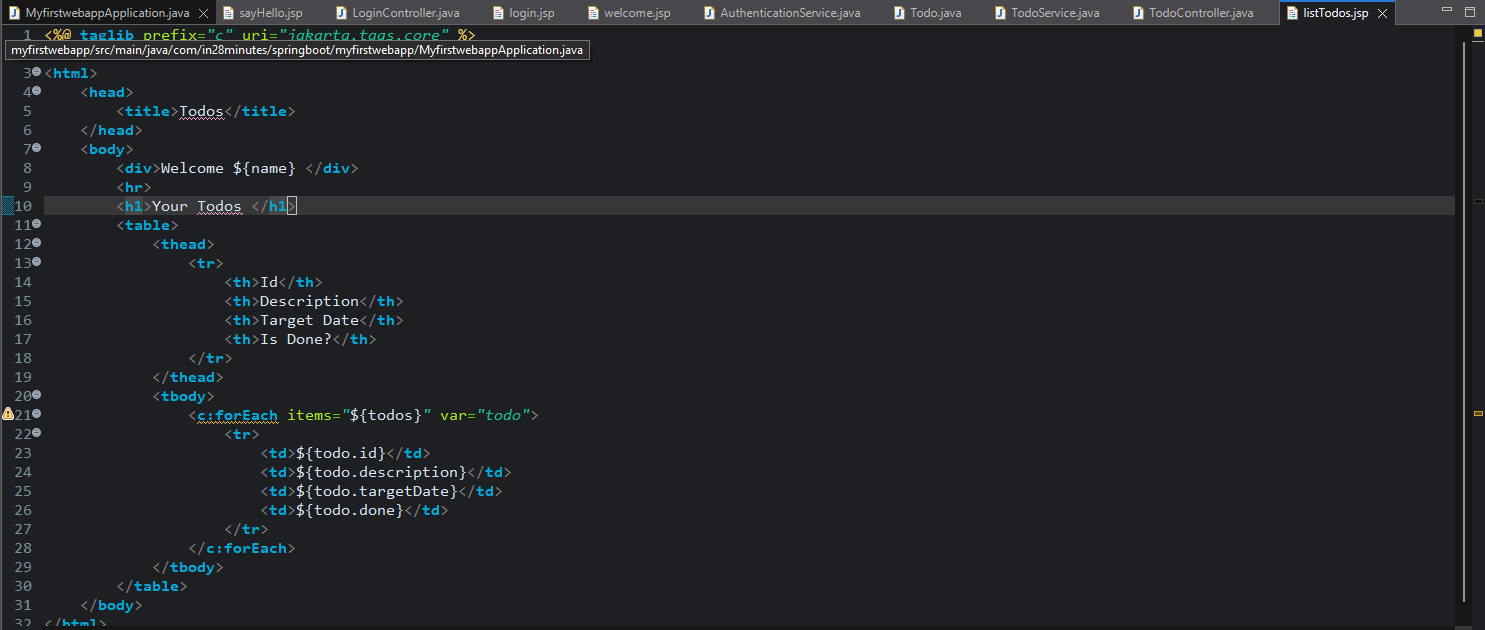 MyfirstwebappApplication.java sayHello.jsp LoginController.java login.jsp welcome.jsp AuthenticationService.java Todo.java TodoService.java TodoController.java listTodos.jsp
1 <%@ taglib prefix="c" uri="jakarta.tags.core" %>
myfirstwebapp/src/main/java/com/in28minutes/springboot/myfirstwebapp/MyfirstwebappApplication.java
3 <html>
4 <head>
5 <title>Todos</title>
6 </head>
7 <body>
8 <div>Welcome ${name} </div>
9 <hr>
10 <h1>Your Todos </h1>
11 <table>
12 <thead>
13 <tr>
14 <th>Id</th>
15 <th>Description</th>
16 <th>Target Date</th>
17 <th>Is Done?</th>
18 </tr>
19 </thead>
20 <tbody>
21 <c:forEach items="${todos}" var="todo">
22 <tr>
23 <td>${todo.id}</td>
24 <td>${todo.description}</td>
25 <td>${todo.targetDate}</td>
26 <td>${todo.done}</td>
27 </tr>
28 </c:forEach>
29 </tbody>
30 </table>
31 </body>
32 </html>